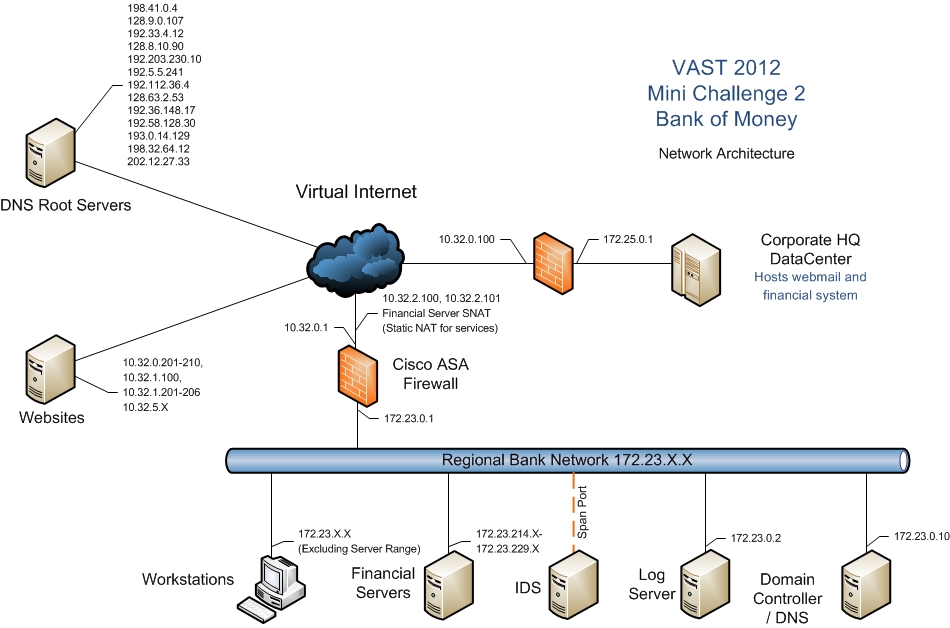 198.41.0.4
128.9.0.107
192.33.4.12
128.8.10.90
192.203.230.10
192.5.5.241
192.112.36.4
128.63.2.53
192.36.148.17
192.58.128.30
193.0.14.129
198.32.64.12
202.12.27.33
DNS Root Servers
VAST 2012
Mini Challenge 2
Bank of Money
Network Architecture
Virtual Internet
10.32.0.100
172.25.0.1
Corporate HQ
DataCenter
Hosts webmail and
financial system
10.32.2.100, 10.32.2.101
Financial Server SNAT
(Static NAT for services)
10.32.0.1
Cisco ASA
Firewall
172.23.0.1
10.32.0.201-210,
10.32.1.100,
10.32.1.201-206
10.32.5.X
Websites
Regional Bank Network 172.23.X.X
Span Port
172.23.X.X
(Excluding Server Range)
Workstations
172.23.214.X-
172.23.229.X
Financial
Servers
IDS
172.23.0.2
Log
Server
172.23.0.10
Domain
Controller
/ DNS